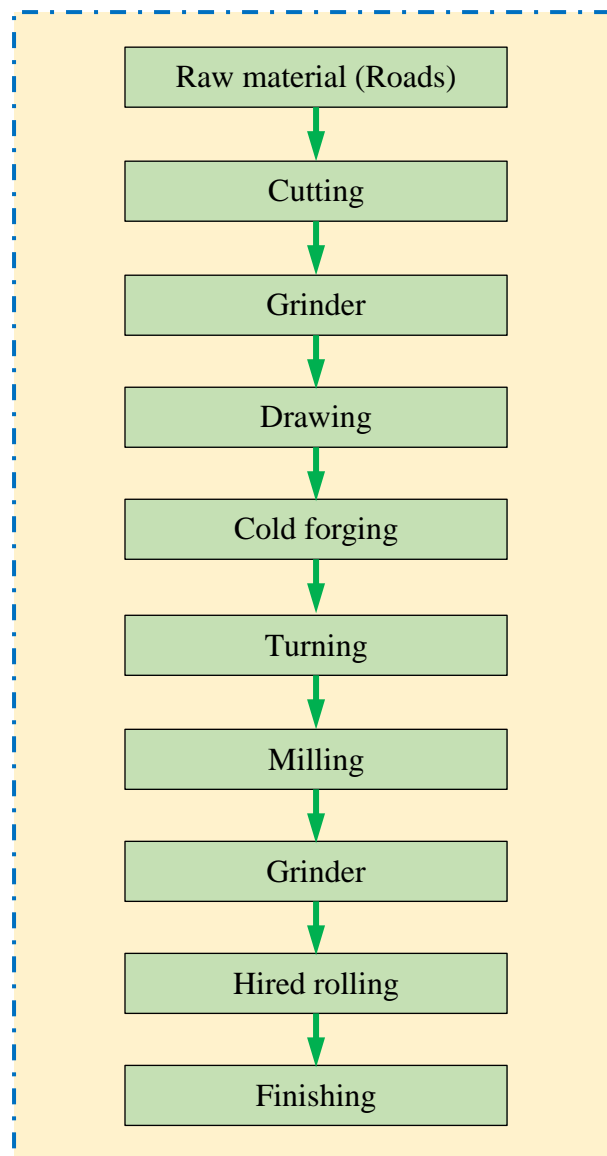 Raw material (Roads)
Cutting
Grinder
Drawing
Cold forging
Turning
Milling
Grinder
Hired rolling
Finishing